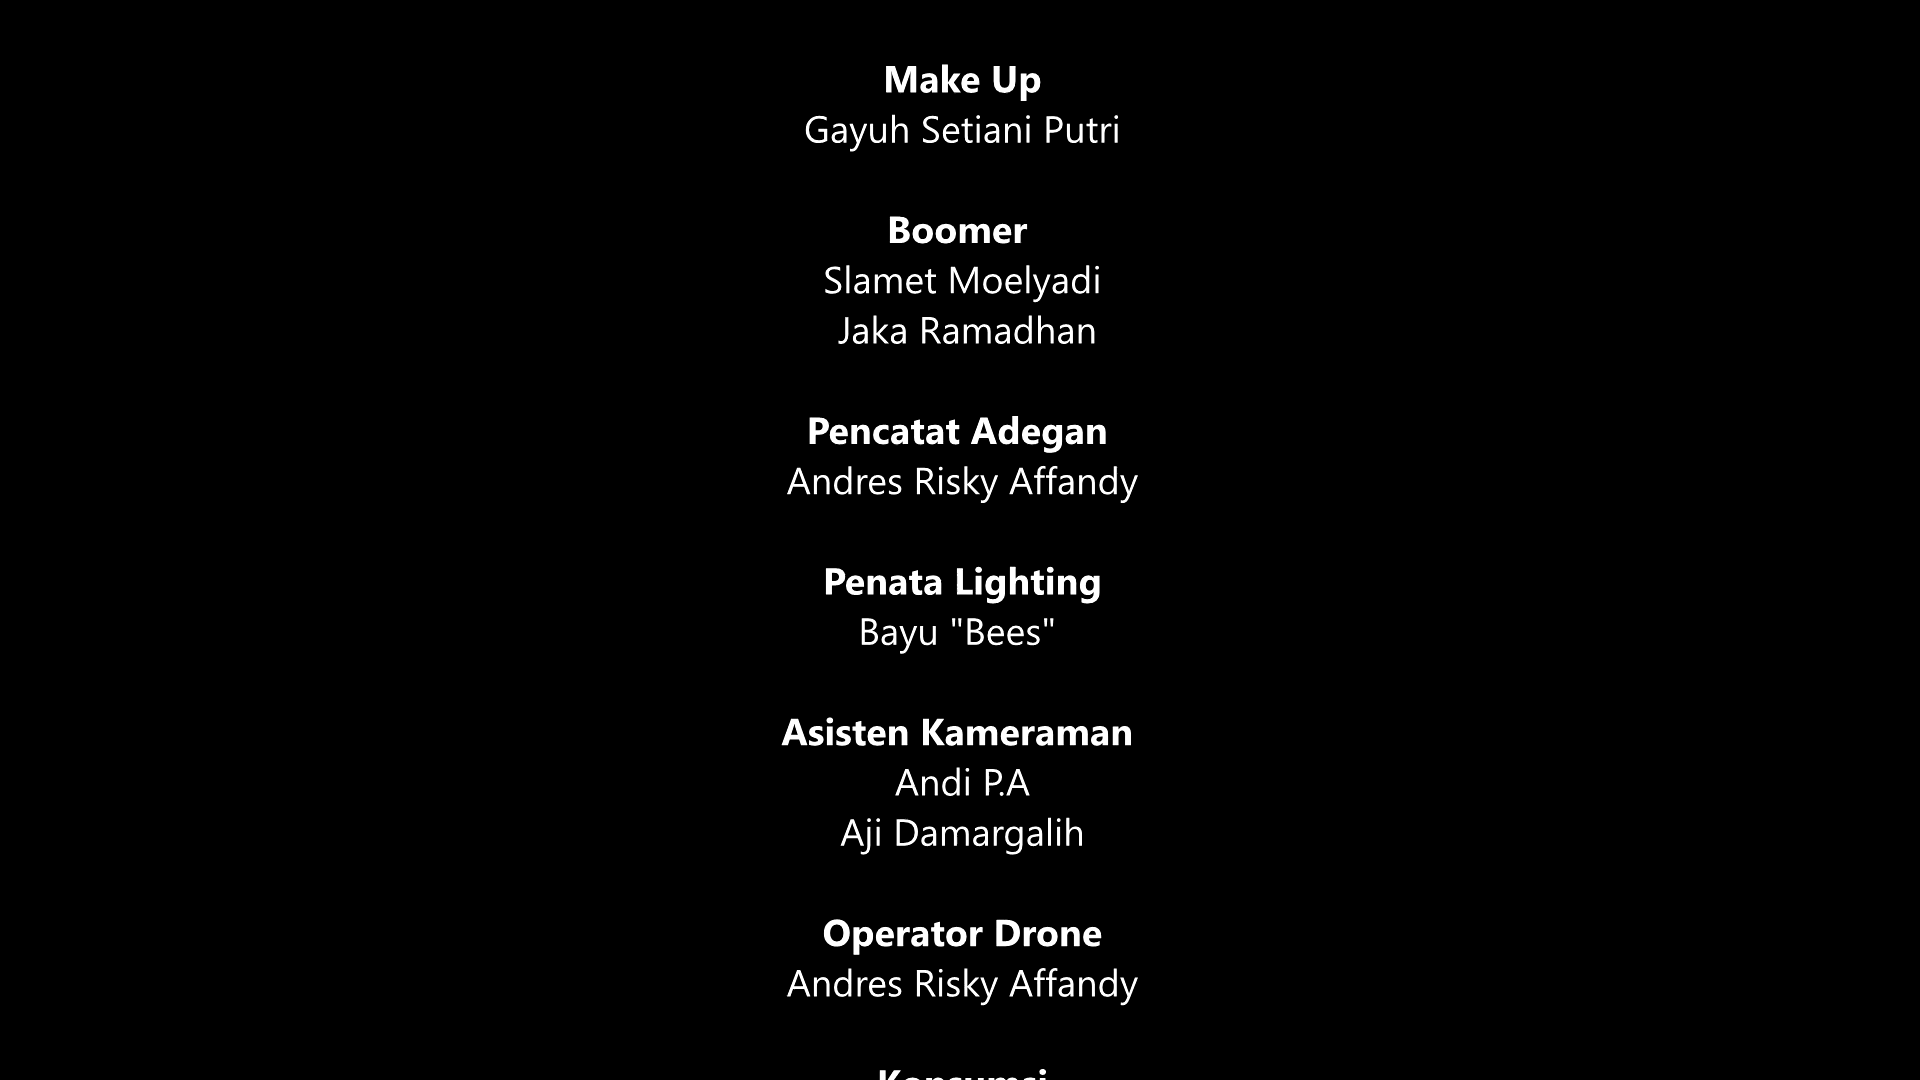 Make Up
Gayuh Setiani Putri
Boomer
Slamet Moelyadi
Jaka Ramadhan
Pencatat Adegan
Andres Risky Affandy
Penata Lighting
Bayu "Bees"
Asisten Kameraman
Andi P.A
Aji Damargalih
Operator Drone
Andres Risky Affandy
Konsumsi